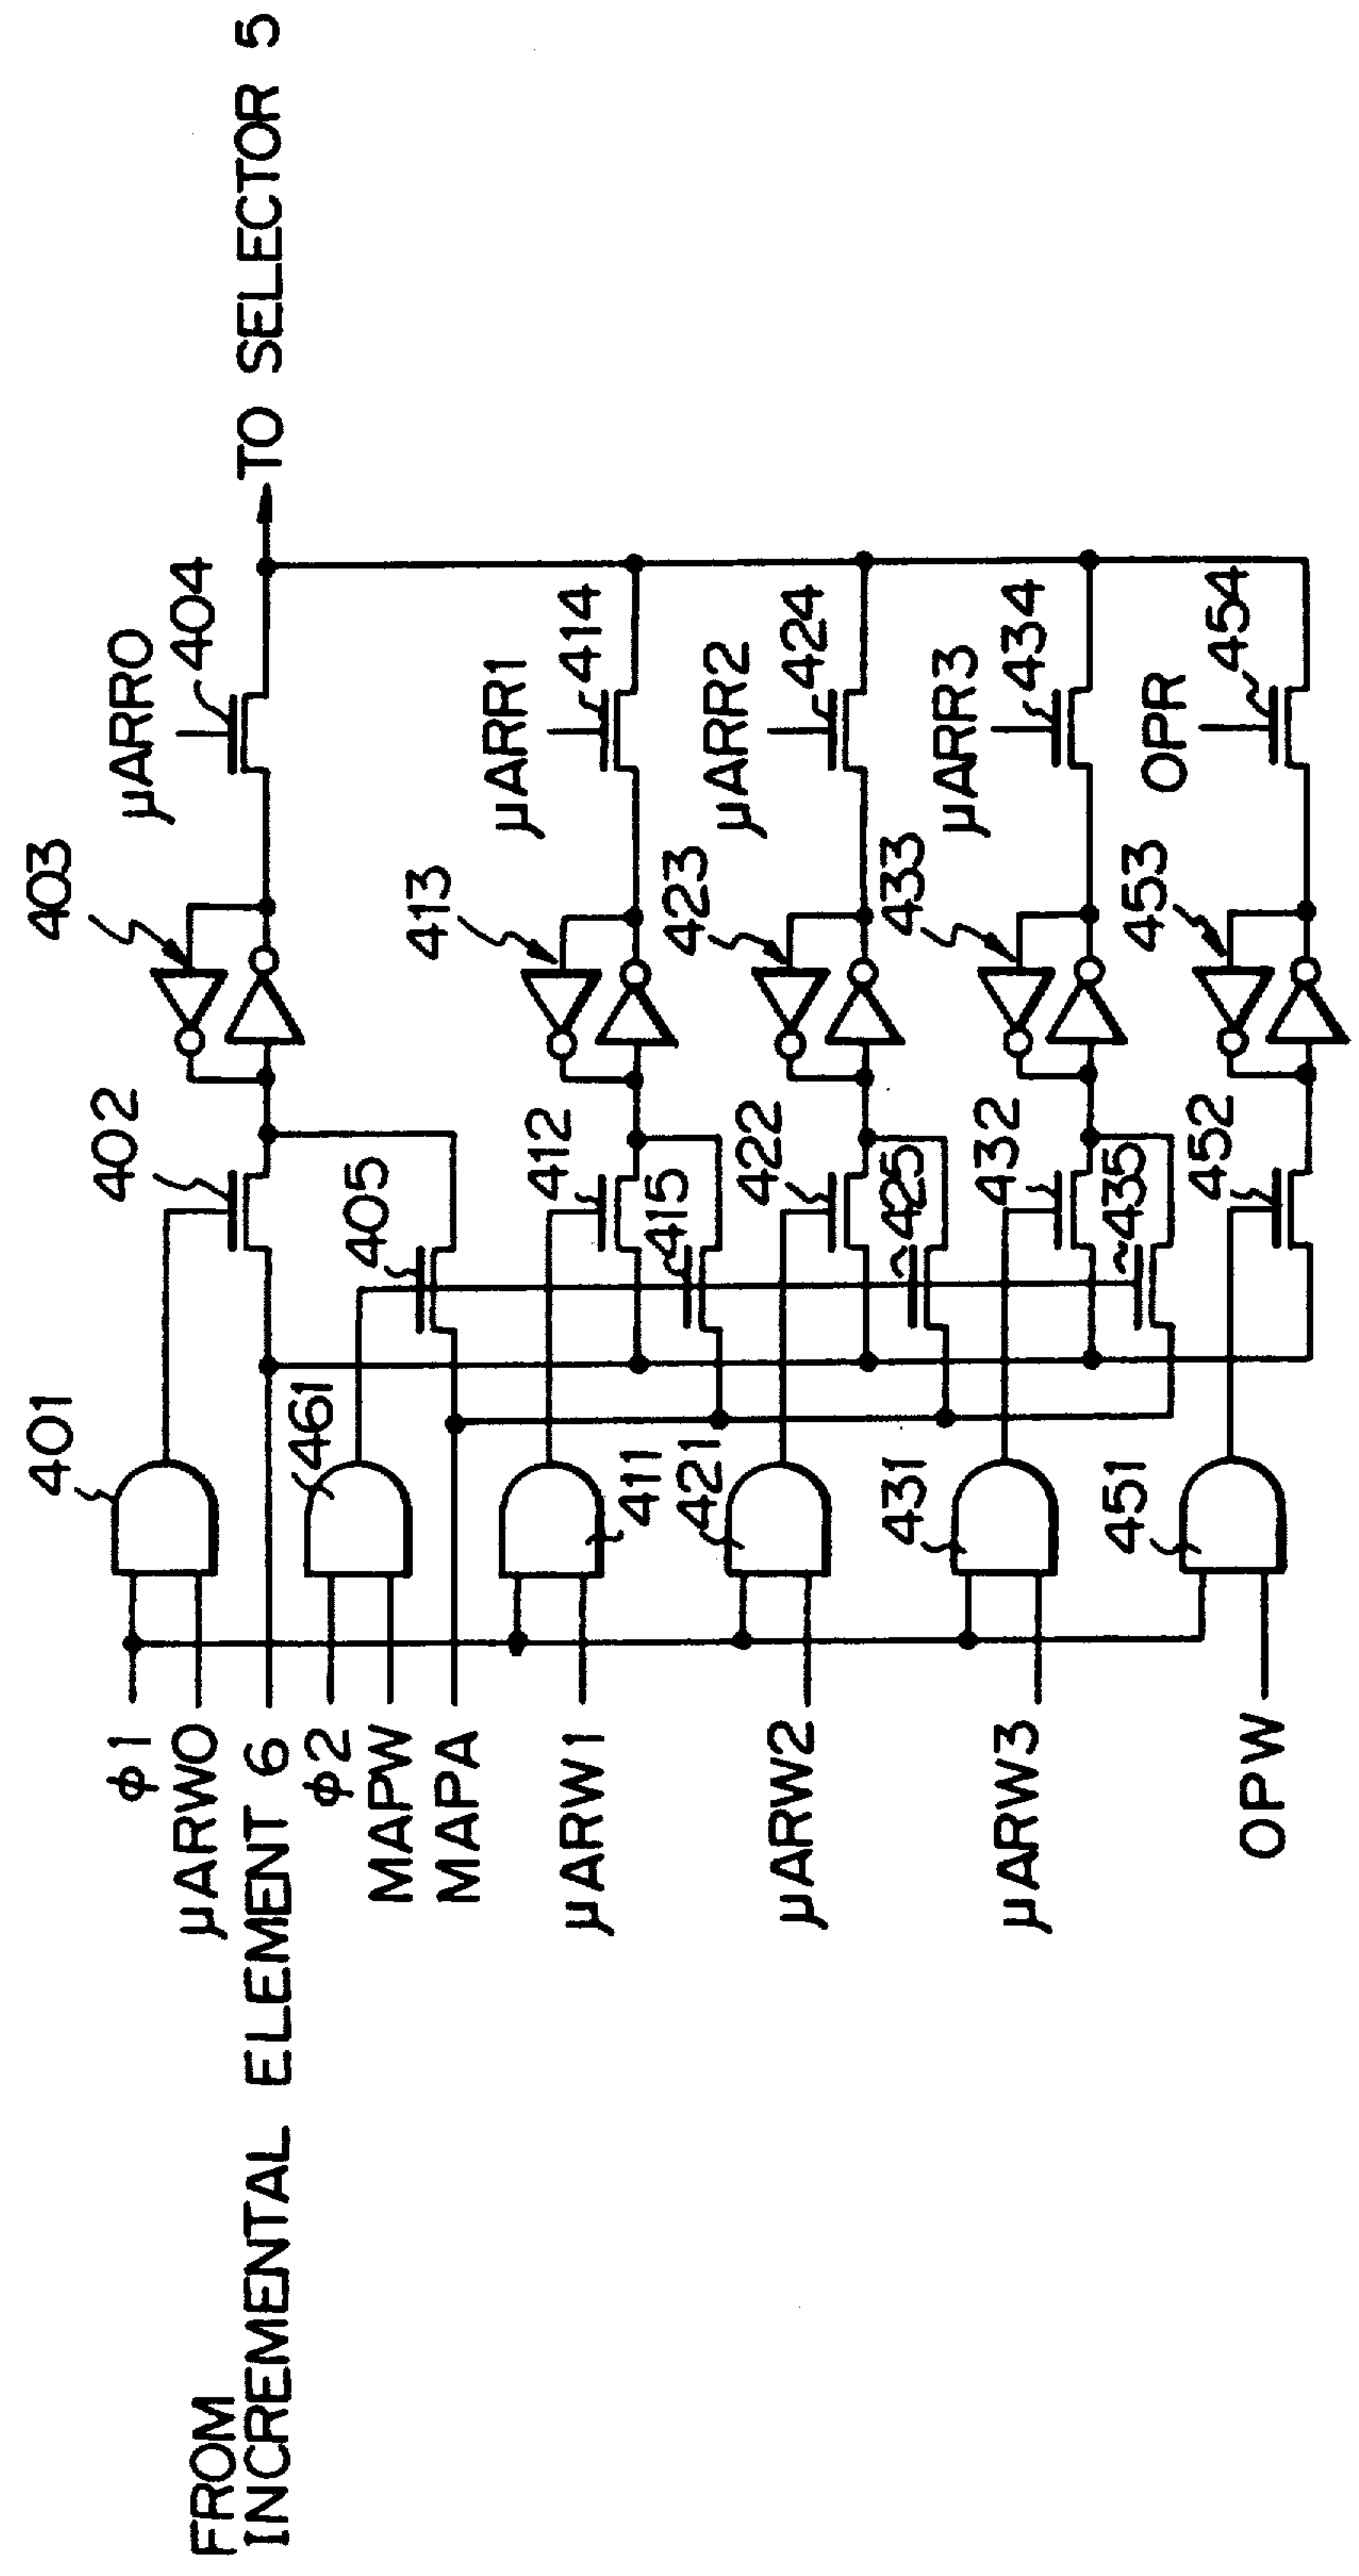 FROM
INCREMENTAL ELEMENT 6
TO SELECTOR 5
φ1
μARW0
φ2
MAPW
MAPA
μARW1
μARW2
μARW3
OPW
401
461
411
421
431
451
402
405
412
415
422
425
432
435
452
403
413
423
433
453
μARR0
404
μARR1
414
μARR2
424
μARR3
434
OPR
454